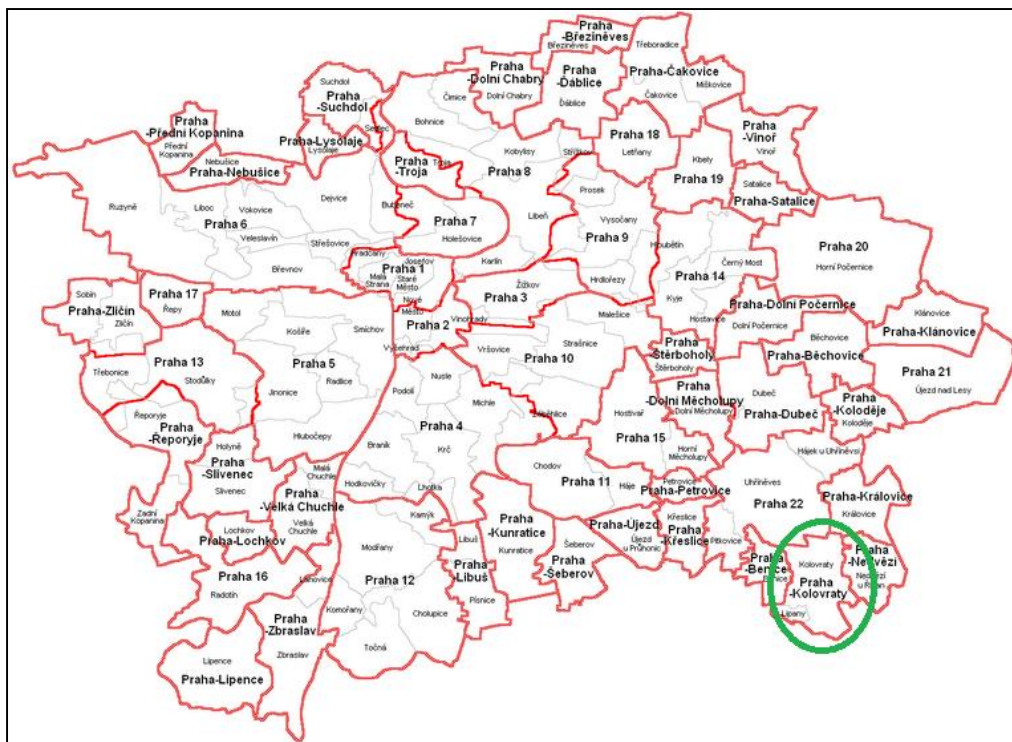 Praha
-Březiněves
Březiněves
Třeboradice
Praha
-Dolní Chabry
Dolní Chabry
Praha
-Ďáblice
Ďáblice
Praha-Čakovice
Miškovice
Čakovice
Suchdol
Praha
-Suchdol
Sedlec
Čimice
Bohnice
Praha
-Přední Kopanina
Přední
Kopanina
Praha-Lysolaje
Lysolaje
Nebušice
Praha-Nebušice
Praha
-Troja
Troja
Kobylisy
Praha 8
Střížkov
Praha 18
Letňany
Praha
-Vinoř
Vinoř
Kbely
Praha 19
Satalice
Praha-Satalice
Ruzyně
Liboc
Praha 6
Vokovice
Veleslavín
Dejvice
Střešovice
Břevnov
Bubeneč
Praha 7
Holešovice
Libeň
Karlín
Prosek
Vysočany
Praha 9
Hrdlořezy
Hloubětín
Praha 14
Černý Most
Kyje
Hostavice
Praha 20
Horní Počernice
Hradčany
Praha 1
Josefov
Malá
Strana
Staré
Město
Nové
Město
Praha 2
Vyšehrad
Vinohrady
Praha 3
Žižkov
Malešice
Sobín
Praha-Zličín
Zličín
Praha 17
Řepy
Motol
Košíře
Smíchov
Praha 5
Radlice
Jinonice
Hlubočepy
Praha 13
Třebonice
Stodůlky
Řeporyje
Praha
-Řeporyje
Praha-Dolní Počernice
Dolní Počernice
Klánovice
Praha-Klánovice
Běchovice
Praha-Běchovice
Praha 21
Újezd nad Lesy
Praha
-Štěrboholy
Štěrboholy
Strašnice
Vršovice
Praha 10
Záběhlice
Nusle
Podolí
Michle
Praha 4
Braník
Krč
Hodkovičky
Lhotka
Praha
-Dolní Měcholupy
Dolní Měcholupy
Dubeč
Praha-Dubeč
Praha
-Koloděje
Koloděje
Hostivař
Praha 15
Horní
Měcholupy
Hájek u Uhříněvsi
Holyně
Praha
-Slivenec
Slivenec
Malá
Chuchle
Praha
-Velká Chuchle
Velká
Chuchle
Zadní
Kopanina
Lochkov
Praha-Lochkov
Chodov
Praha 11
Háje
Petrovice
Praha-Petrovice
Uhříněves
Praha 22
Praha-Královice
Královice
Kamýk
Modřany
Praha 12
Komořany
Cholupice
Točná
Libuš
Praha
-Libuš
Písnice
Praha
-Kunratice
Kunratice
Šeberov
Praha
-Šeberov
Praha-Újezd
Újezd
u Průhonic
Křeslice
Praha
-Křeslice
Pitkovice
Praha
-Benice
Benice
Kolovraty
Praha
-Kolovraty
Lipany
Praha
-Nedvězí
Nedvězí
u Říčan
Praha 16
Radotín
Lahovice
Praha
-Zbraslav
Zbraslav
Lipence
Praha-Lipence